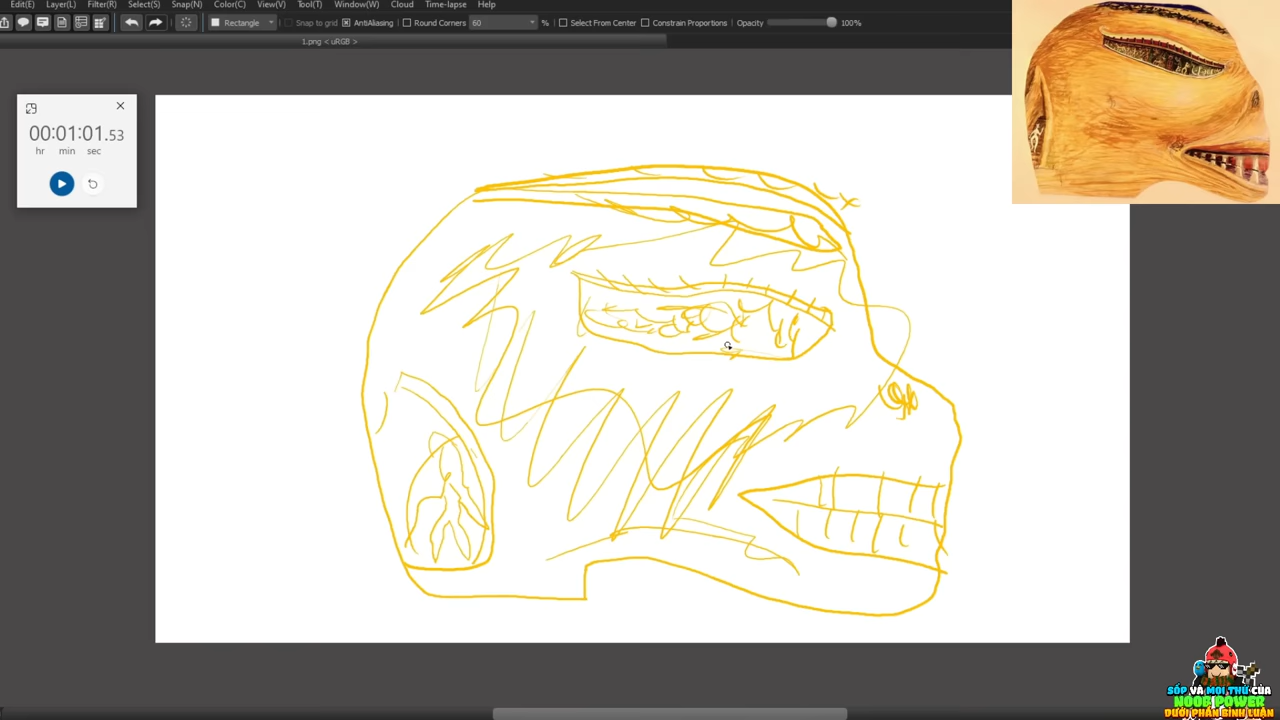 Edit(E) Layer(L) Filter(R) Select(S) Snap(N) Color(C) View(V) Tool(T) Window(W) Cloud Time-lapse Help
Rectangle Snap to grid AntiAliasing Round Corners 60 % Select From Center Constrain Proportions Opacity 100%
1.png < uRGB >
00:01:01.53
hr min sec
SỐP VÀ MỌI THỨ CỦA
NOOB POWER
DƯỚI PHẦN BÌNH LUẬN